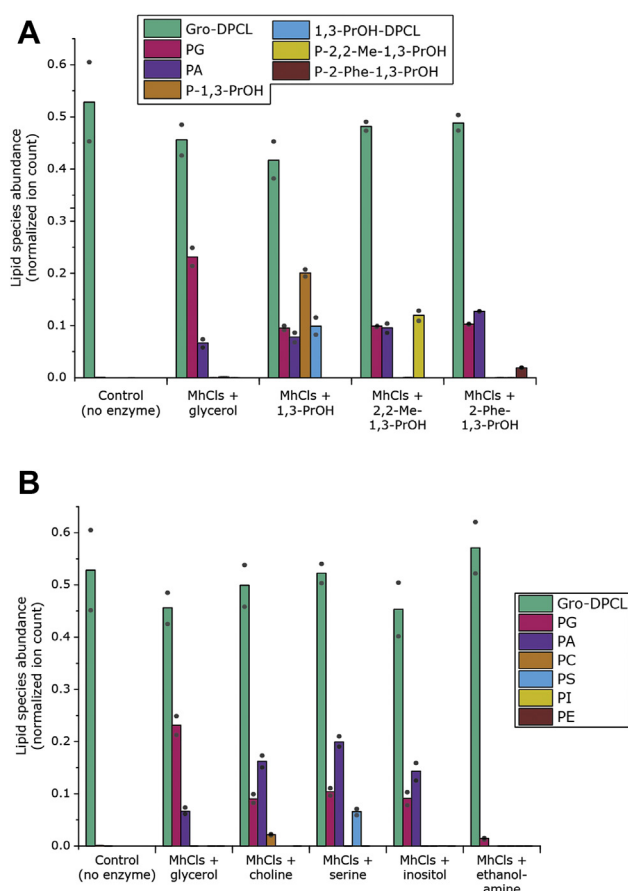 A
Gro-DPCL
PG
PA
P-1,3-PrOH
1,3-PrOH-DPCL
P-2,2-Me-1,3-PrOH
P-2-Phe-1,3-PrOH
Lipid species abundance
(normalized ion count)
0.6
0.5
0.4
0.3
0.2
0.1
0.0
Control
(no enzyme)
MhCls +
glycerol
MhCls +
1,3-PrOH
MhCls +
2,2-Me-
1,3-PrOH
MhCls +
2-Phe-
1,3-PrOH
B
Lipid species abundance
(normalized ion count)
0.6
0.5
0.4
0.3
0.2
0.1
0.0
Gro-DPCL
PG
PA
PC
PS
PI
PE
Control
(no enzyme)
MhCls +
glycerol
MhCls +
choline
MhCls +
serine
MhCls +
inositol
MhCls +
ethanol-
amine